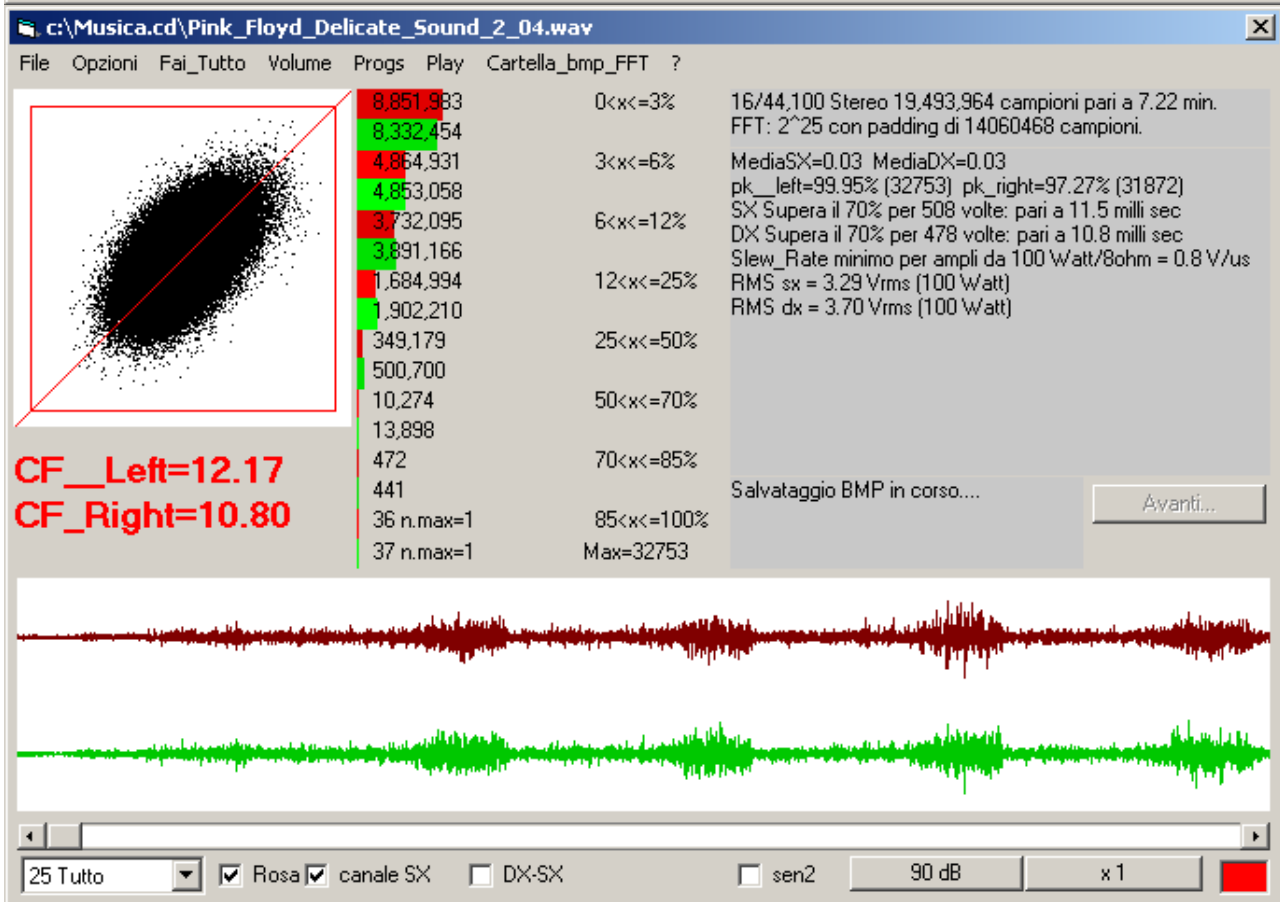 c:\Musica.cd\Pink_Floyd_Delicate_Sound_2_04.wav
File Opzioni Fai_Tutto Volume Progs Play Cartella_bmp_FFT ?
8,851,983 0<x<=3%
8,332,454
4,864,931 3<x<=6%
4,853,058
3,732,095 6<x<=12%
3,891,166
1,684,994 12<x<=25%
1,902,210
349,179 25<x<=50%
500,700
10,274 50<x<=70%
13,898
472 70<x<=85%
441
36 n.max=1 85<x<=100%
37 n.max=1 Max=32753
16/44,100 Stereo 19,493,964 campioni pari a 7.22 min.
FFT: 2^25 con padding di 14060468 campioni.
MediaSX=0.03 MediaDX=0.03
pk__left=99.95% (32753) pk_right=97.27% (31872)
SX Supera il 70% per 508 volte: pari a 11.5 milli sec
DX Supera il 70% per 478 volte: pari a 10.8 milli sec
Slew_Rate minimo per ampli da 100 Watt/8ohm = 0.8 V/us
RMS sx = 3.29 Vrms (100 Watt)
RMS dx = 3.70 Vrms (100 Watt)
CF__Left=12.17
CF_Right=10.80
Salvataggio BMP in corso....
Avanti...
25 Tutto Rosa canale SX DX-SX sen2 90 dB x 1